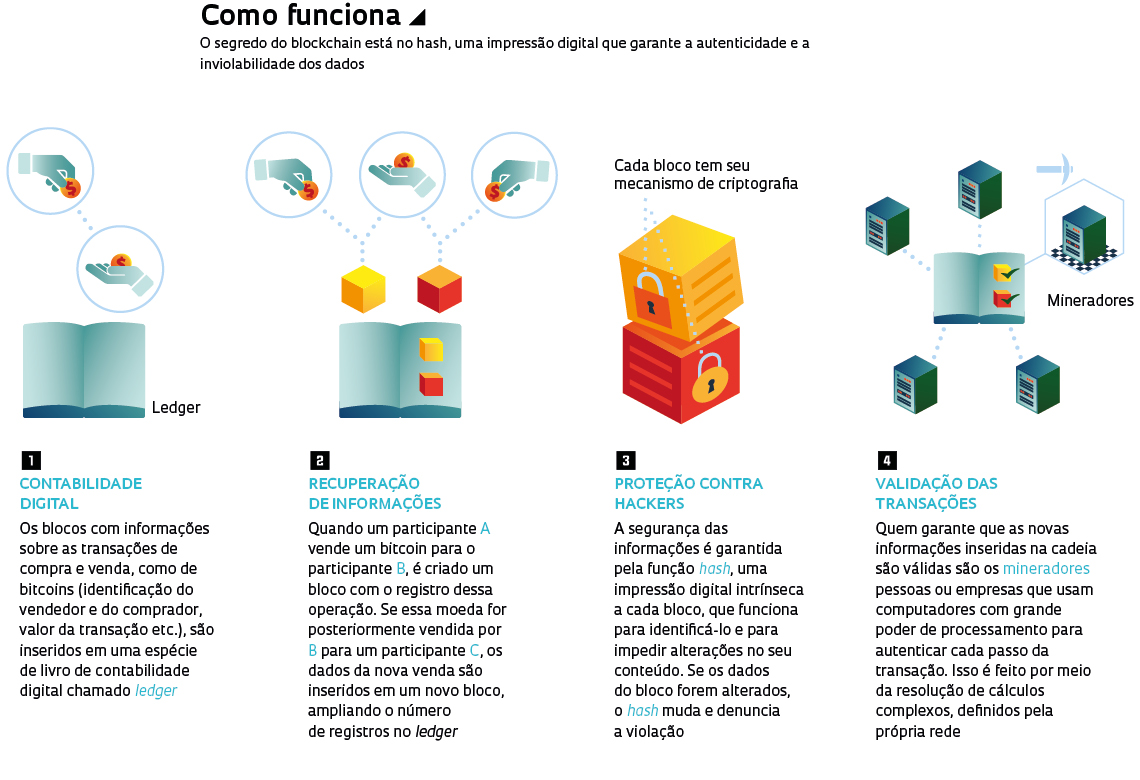 Como funciona
O segredo do blockchain está no hash, uma impressão digital que garante a autenticidade e a
inviolabilidade dos dados
Cada bloco tem seu
mecanismo de criptografia
Mineradores
Ledger
1
CONTABILIDADE
DIGITAL
Os blocos com informações
sobre as transações de
compra e venda, como de
bitcoins (identificação do
vendedor e do comprador,
valor da transação etc.), são
inseridos em uma espécie
de livro de contabilidade
digital chamado ledger
2
RECUPERAÇÃO
DE INFORMAÇÕES
Quando um participante A
vende um bitcoin para o
participante B, é criado um
bloco com o registro dessa
operação. Se essa moeda for
posteriormente vendida por
B para um participante C, os
dados da nova venda são
inseridos em um novo bloco,
ampliando o número
de registros no ledger
3
PROTEÇÃO CONTRA
HACKERS
A segurança das
informações é garantida
pela função hash, uma
impressão digital intrínseca
a cada bloco, que funciona
para identificá-lo e para
impedir alterações no seu
conteúdo. Se os dados
do bloco forem alterados,
o hash muda e denuncia
a violação
4
VALIDAÇÃO DAS
TRANSAÇÕES
Quem garante que as novas
informações inseridas na cadeia
são válidas são os mineradores
pessoas ou empresas que usam
computadores com grande
poder de processamento para
autenticar cada passo da
transação. Isso é feito por meio
da resolução de cálculos
complexos, definidos pela
própria rede